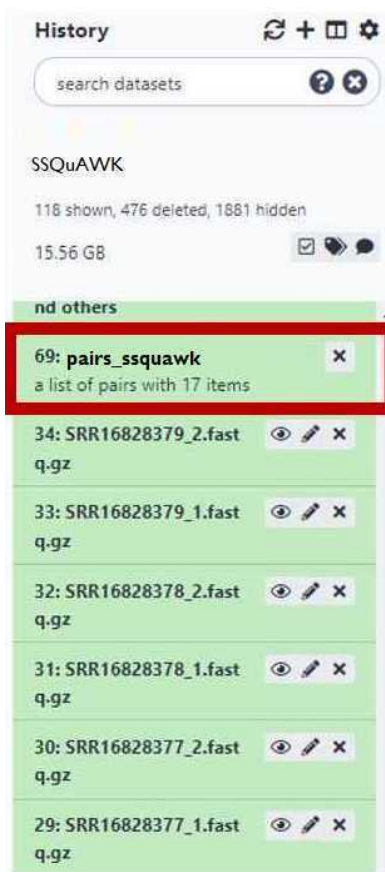 History
search datasets
SSQuAWK
118 shown, 476 deleted, 1881 hidden
15.56 GB
nd others
69: pairs_ssquawk
a list of pairs with 17 items
34: SRR16828379_2.fast
q.gz
33: SRR16828379_1.fast
q.gz
32: SRR16828378_2.fast
q.gz
31: SRR16828378_1.fast
q.gz
30: SRR16828377_2.fast
q.gz
29: SRR16828377_1.fast
q.gz